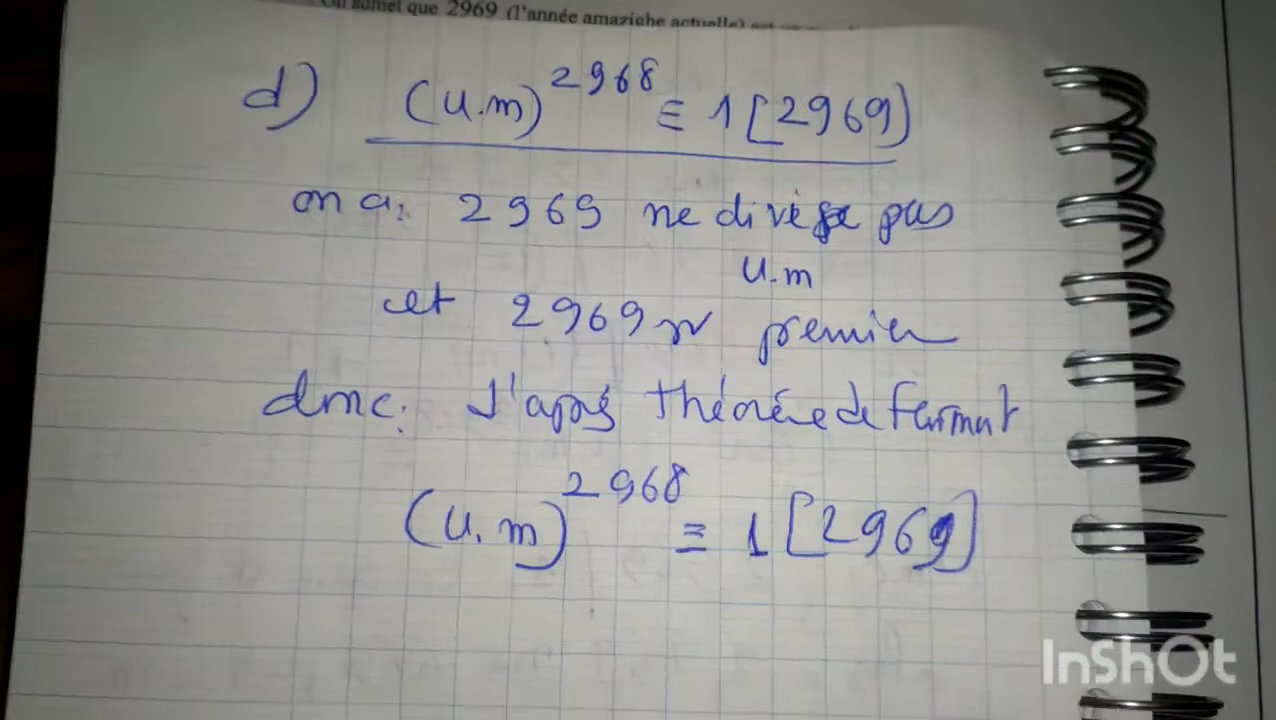 On admet que 2969 (l'année amazighe actuelle) est un
d) (u.m)^2968 ≡ 1 [2969]
on a: 2969 ne divise pas
u.m
et 2969 premier
donc: d'après théorème de Fermat
(u.m)^2968 ≡ 1 [2969]
InShOt